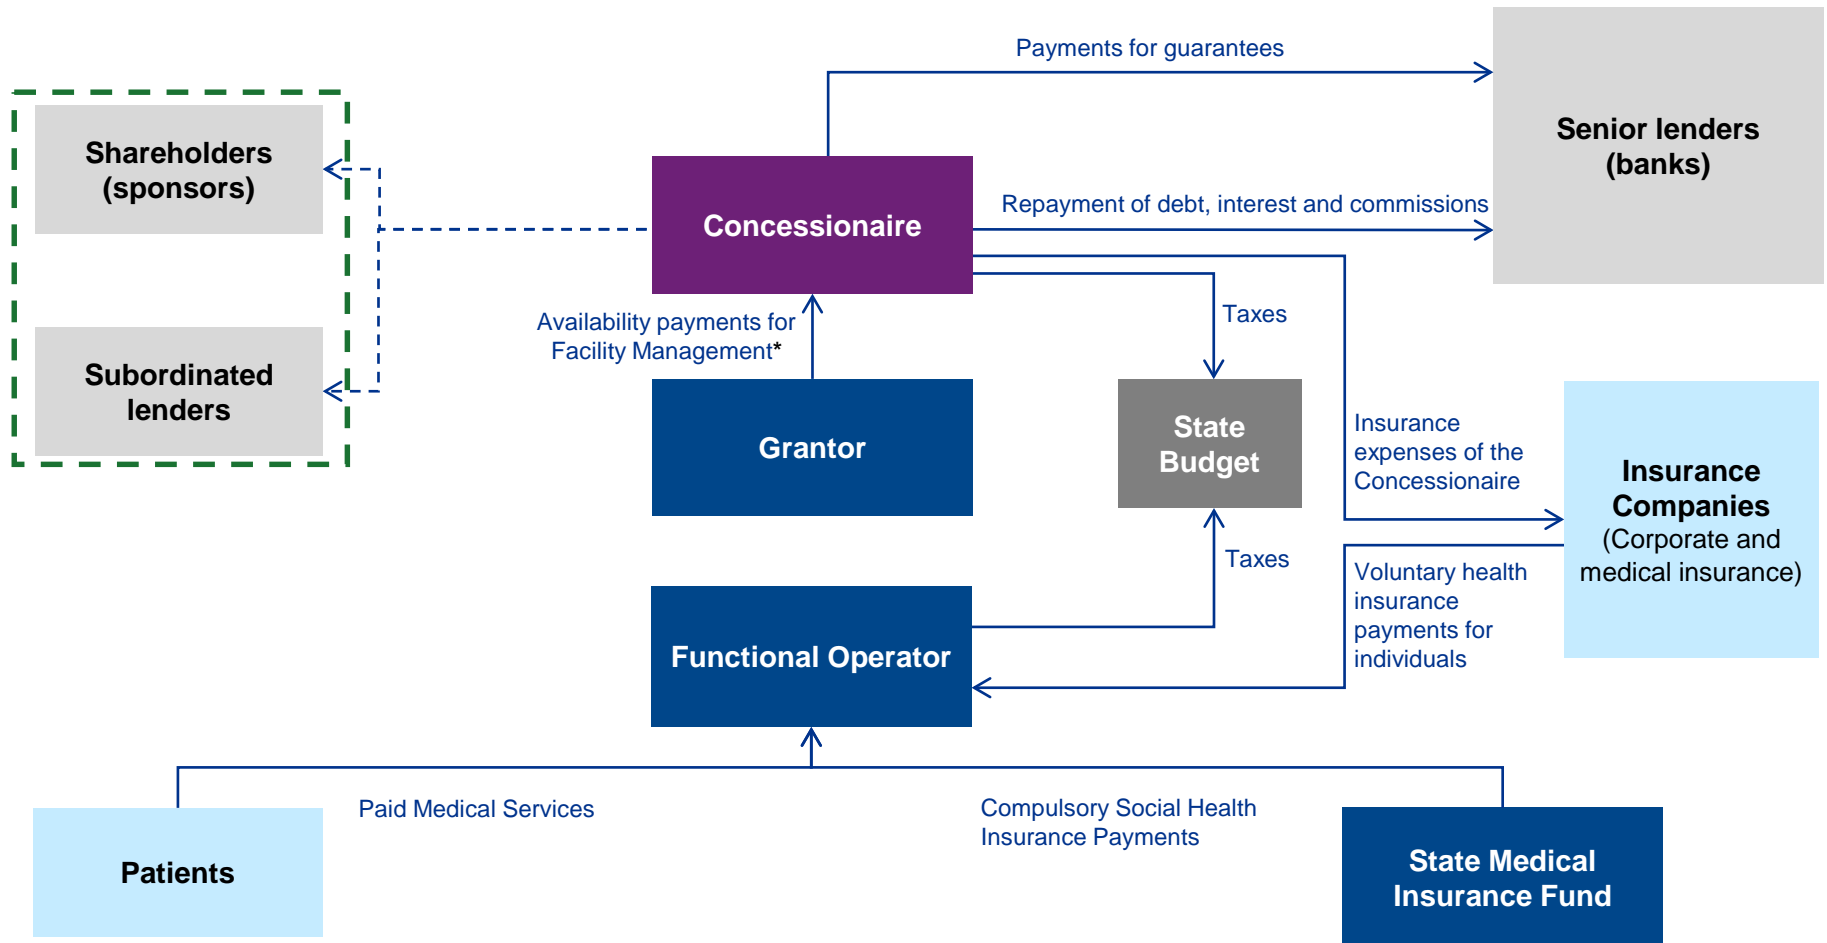 Payments for guarantees
Senior lenders
(banks)
Shareholders
(sponsors)
Concessionaire
Repayment of debt, interest and commissions
Availability payments for
Facility Management*
Taxes
Subordinated
lenders
Grantor
State
Budget
Insurance
expenses of the
Concessionaire
Insurance
Companies
(Corporate and
medical insurance)
Taxes
Voluntary health
insurance
payments for
individuals
Functional Operator
Paid Medical Services
Compulsory Social Health
Insurance Payments
Patients
State Medical
Insurance Fund